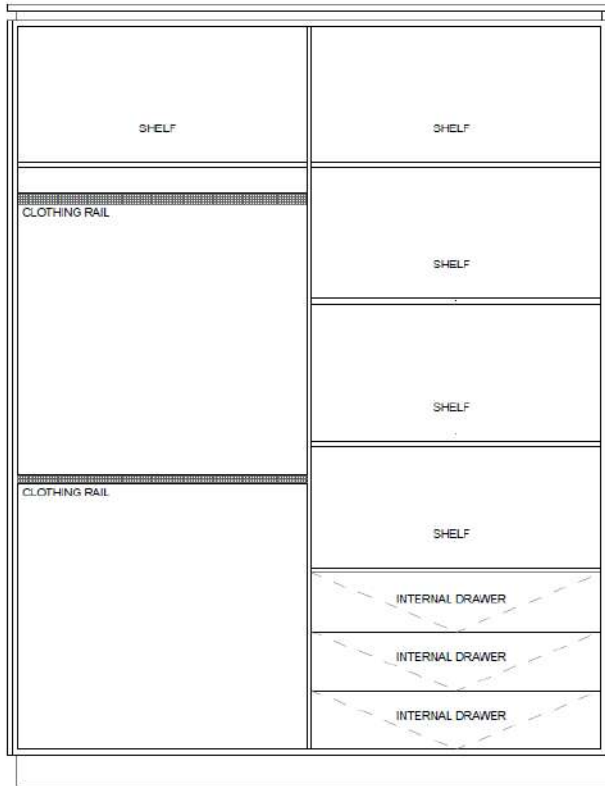 SHELF
SHELF
CLOTHING RAIL
SHELF
SHELF
CLOTHING RAIL
SHELF
INTERNAL DRAWER
INTERNAL DRAWER
INTERNAL DRAWER